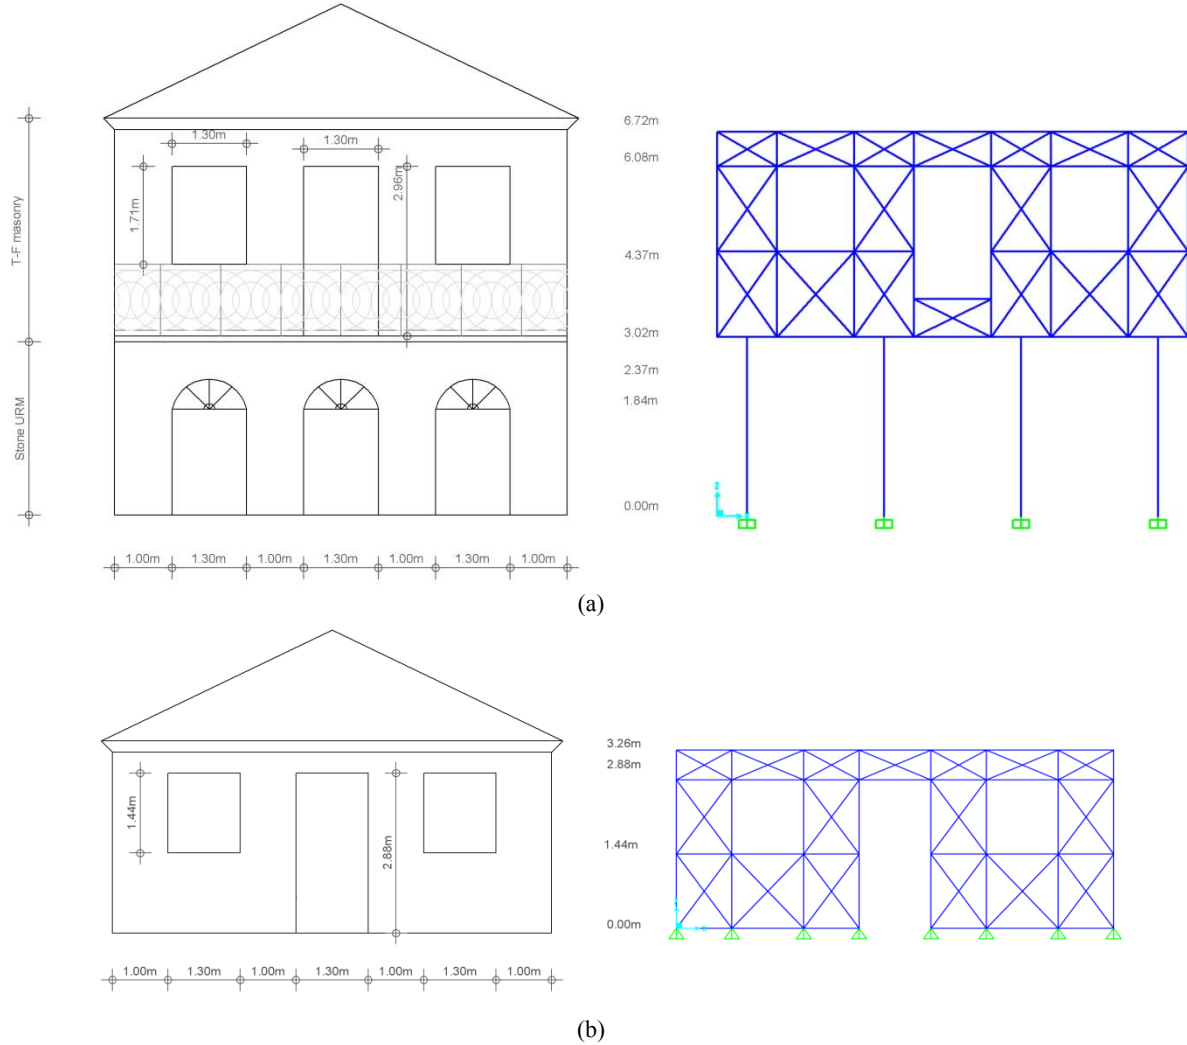 6.72m
1.30m
1.30m
6.08m
2.96m
1.71m
T-F masonry
4.37m
3.02m
2.37m
1.84m
Stone URM
0.00m
1.00m 1.30m 1.00m 1.30m 1.00m 1.30m 1.00m
(a)
3.26m
2.88m
1.44m
2.88m
1.44m
0.00m
1.00m 1.30m 1.00m 1.30m 1.00m 1.30m 1.00m
(b)